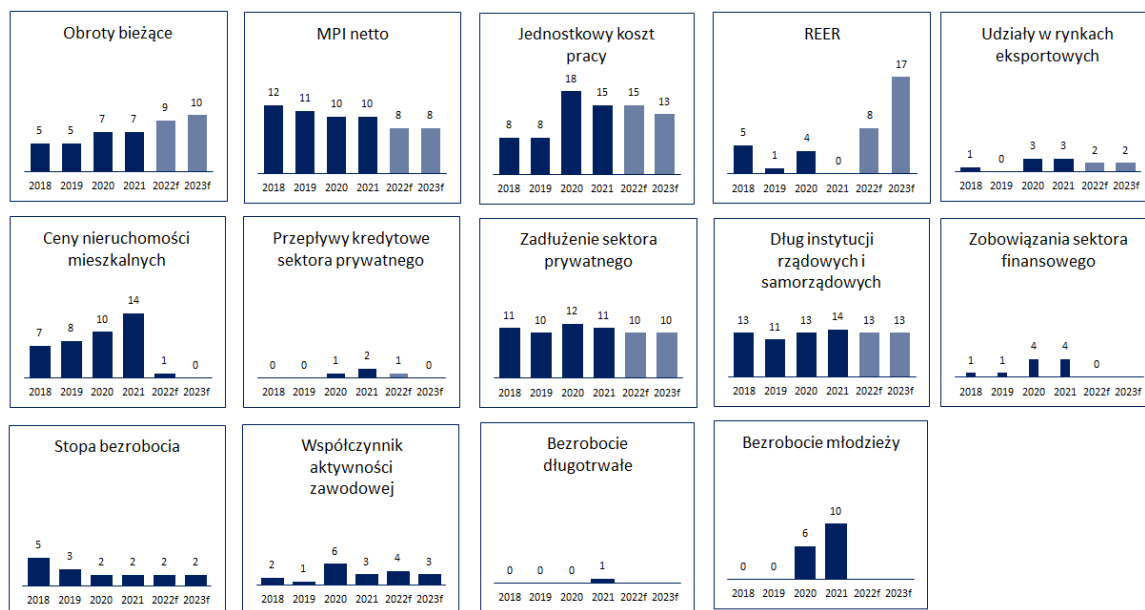 Obroty bieżące
5 5 7 7 9 10
2018 2019 2020 2021 2022f 2023f
MPI netto
12 11 10 10 8 8
2018 2019 2020 2021 2022f 2023f
Jednostkowy koszt
pracy
8 8 18 15 15 13
2018 2019 2020 2021 2022f 2023f
REER
5 1 4 0 8 17
2018 2019 2020 2021 2022f 2023f
Udziały w rynkach
eksportowych
1 0 3 3 2 2
2018 2019 2020 2021 2022f 2023f
Ceny nieruchomości
mieszkalnych
7 8 10 14 1 0
2018 2019 2020 2021 2022f 2023f
Przepływy kredytowe
sektora prywatnego
0 0 1 2 1 0
2018 2019 2020 2021 2022f 2023f
Zadłużenie sektora
prywatnego
11 10 12 11 10 10
2018 2019 2020 2021 2022f 2023f
Dług instytucji
rządowych i
samorządowych
13 11 13 14 13 13
2018 2019 2020 2021 2022f 2023f
Zobowiązania sektora
finansowego
1 1 4 4 0
2018 2019 2020 2021 2022f 2023f
Stopa bezrobocia
5 3 2 2 2 2
2018 2019 2020 2021 2022f 2023f
Współczynnik
aktywności
zawodowej
2 1 6 3 4 3
2018 2019 2020 2021 2022f 2023f
Bezrobocie
długotrwałe
0 0 0 1
2018 2019 2020 2021 2022f 2023f
Bezrobocie młodzieży
0 0 6 10
2018 2019 2020 2021 2022f 2023f